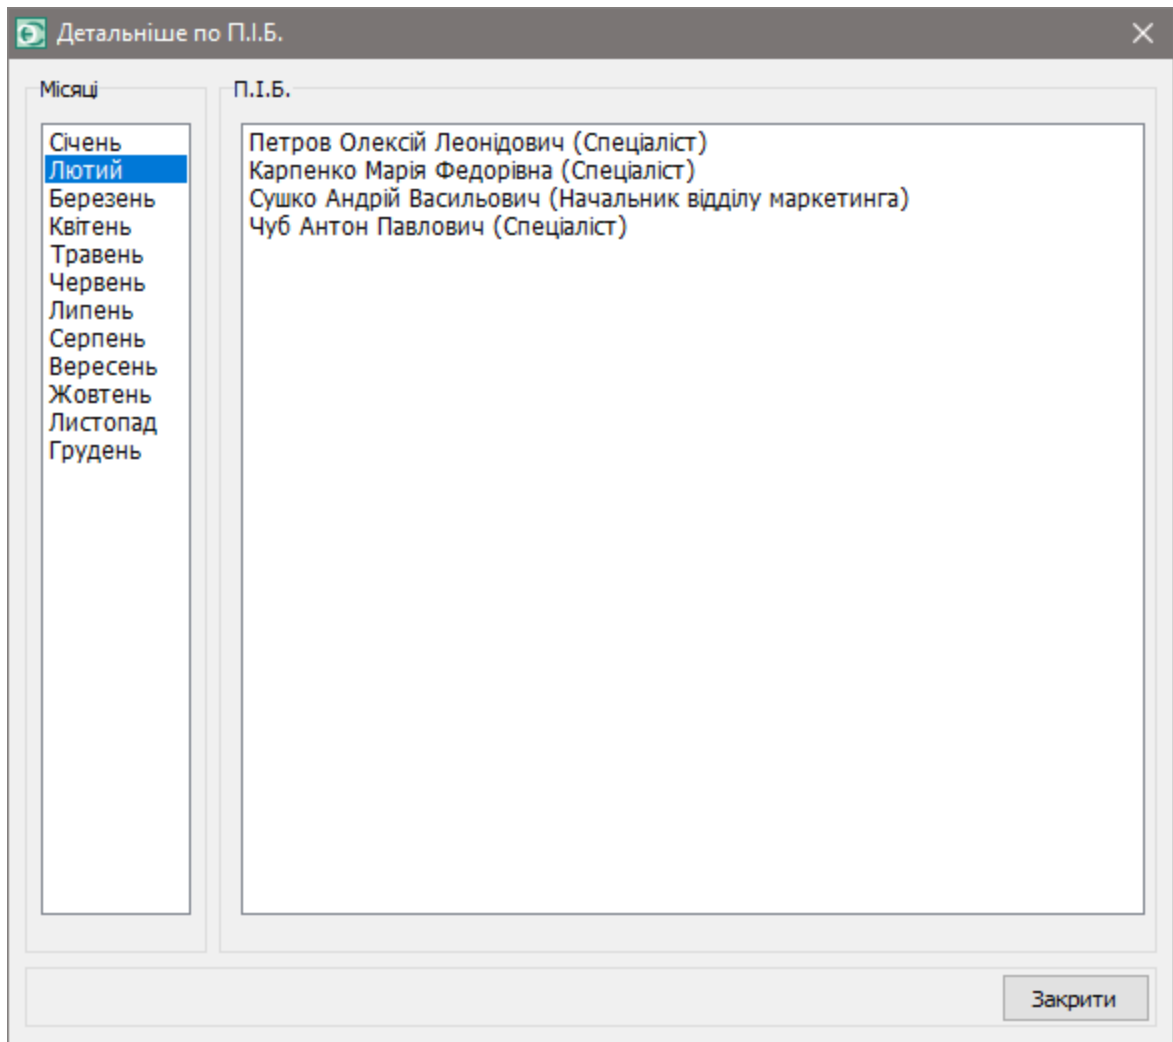 Детальніше по П.І.Б.
Місяці
Січень
Лютий
Березень
Квітень
Травень
Червень
Липень
Серпень
Вересень
Жовтень
Листопад
Грудень
П.І.Б.
Петров Олексій Леонідович (Спеціаліст)
Карпенко Марія Федорівна (Спеціаліст)
Сушко Андрій Васильович (Начальник відділу маркетинга)
Чуб Антон Павлович (Спеціаліст)
Закрити